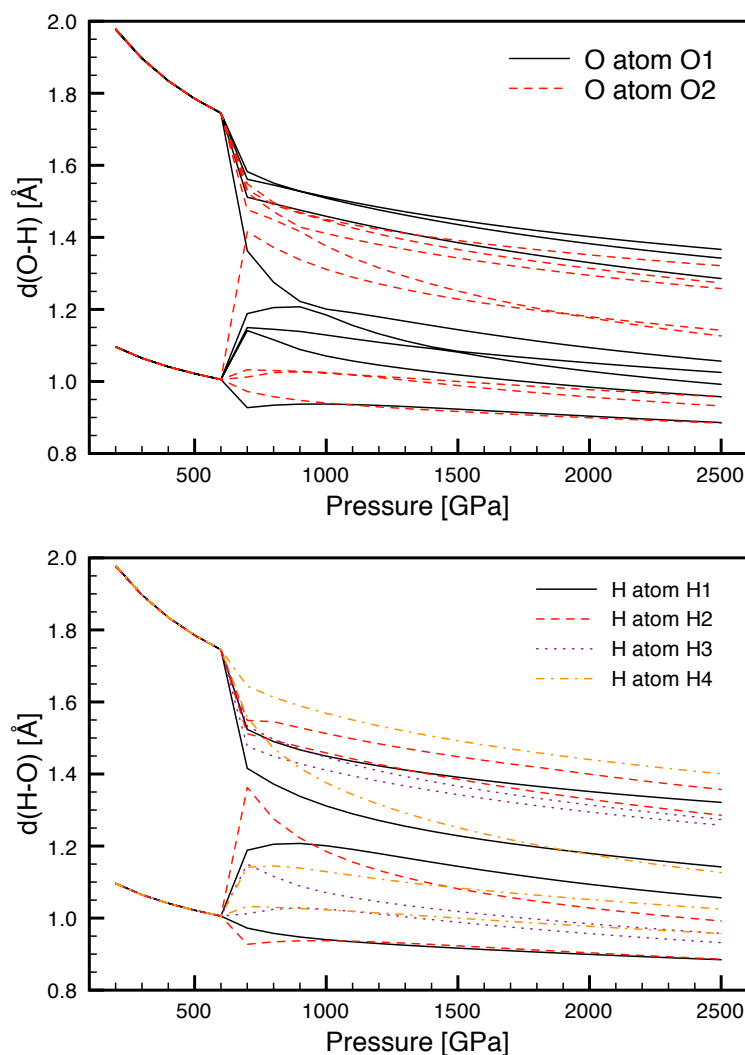 2.0
1.8
1.6
1.4
1.2
1.0
0.8
d(O-H) [Å]
O atom O1
O atom O2
500 1000 1500 2000 2500
Pressure [GPa]
2.0
1.8
1.6
1.4
1.2
1.0
0.8
d(H-O) [Å]
H atom H1
H atom H2
H atom H3
H atom H4
500 1000 1500 2000 2500
Pressure [GPa]